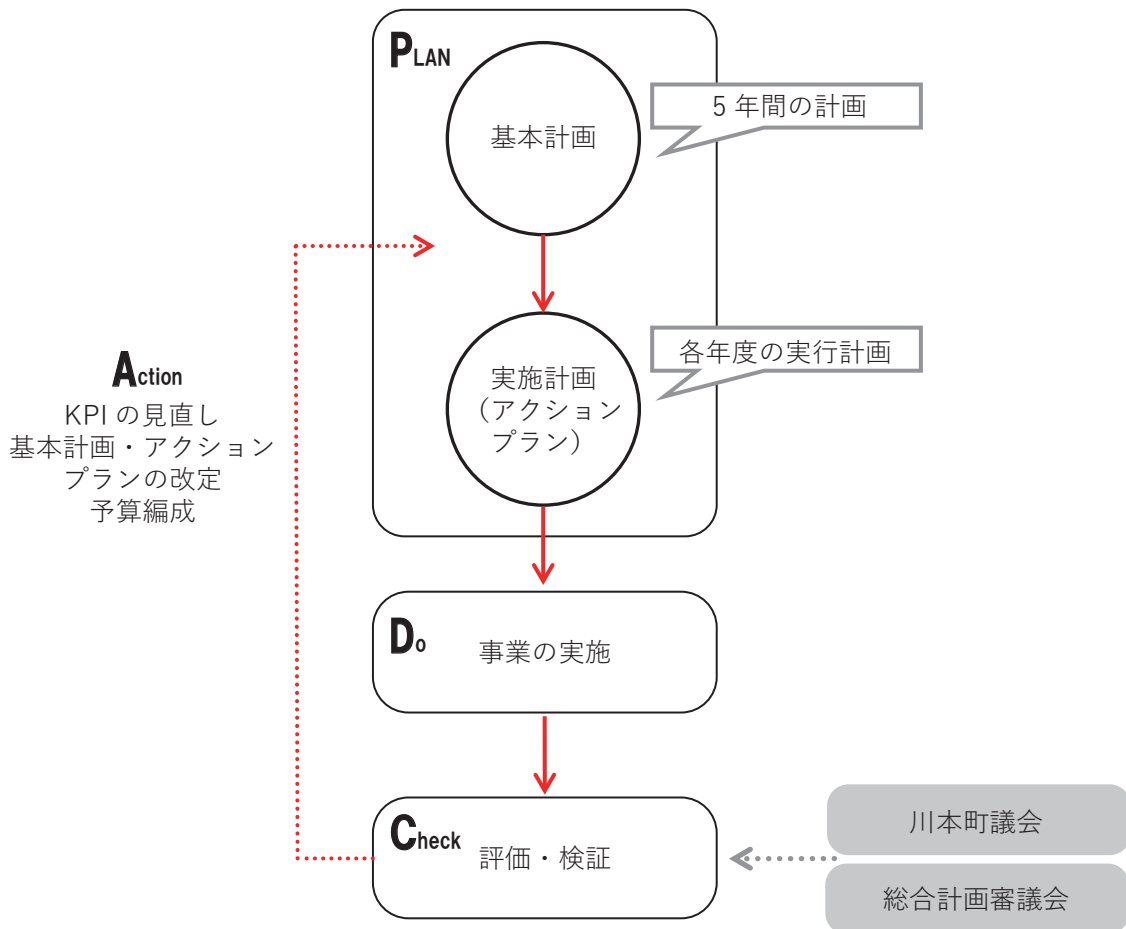 PLAN
基本計画
5 年間の計画
実施計画
（アクション
プラン）
各年度の実行計画
Action
KPI の見直し
基本計画・アクション
プランの改定
予算編成
Do
事業の実施
Check
評価・検証
川本町議会
総合計画審議会